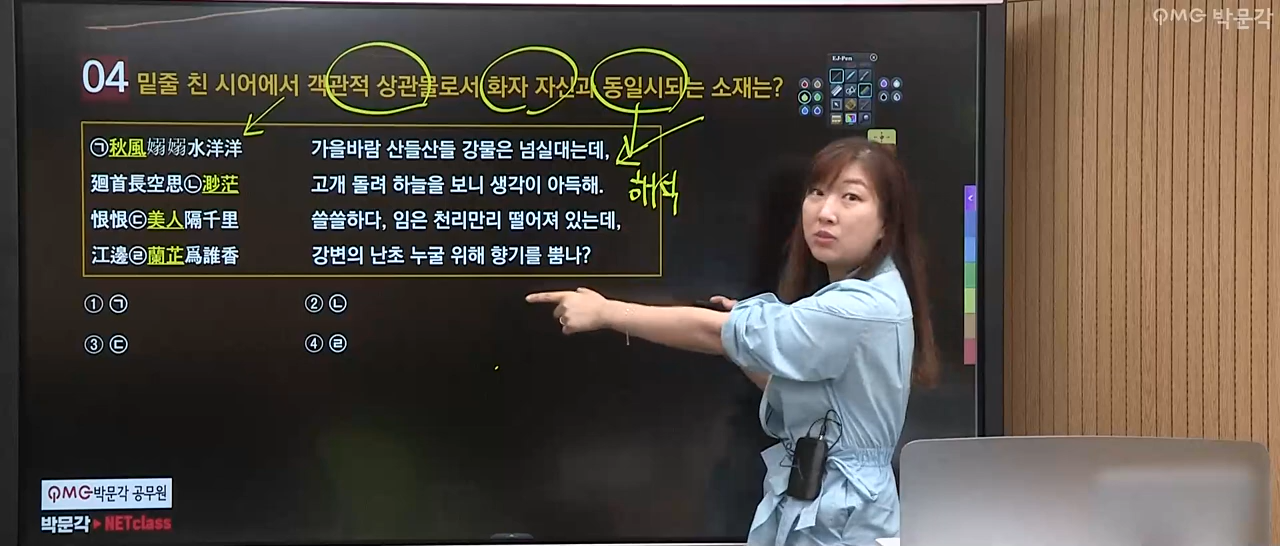 QMG 박문각
04 밑줄 친 시어에서 객관적 상관물로서 화자 자신과 동일시되는 소재는?
EJ-Pen
㉠秋風嫋嫋水洋洋 가을바람 산들산들 강물은 넘실대는데,
廻首長空思㉡渺茫 고개 돌려 하늘을 보니 생각이 아득해.
해석
恨恨㉢美人隔千里 쓸쓸하다, 임은 천리만리 떨어져 있는데,
江邊㉣蘭芷爲誰香 강변의 난초 누굴 위해 향기를 뿜나?
① ㉠ ② ㉡
③ ㉢ ④ ㉣
QMG박문각 공무원
박문각 NETclass